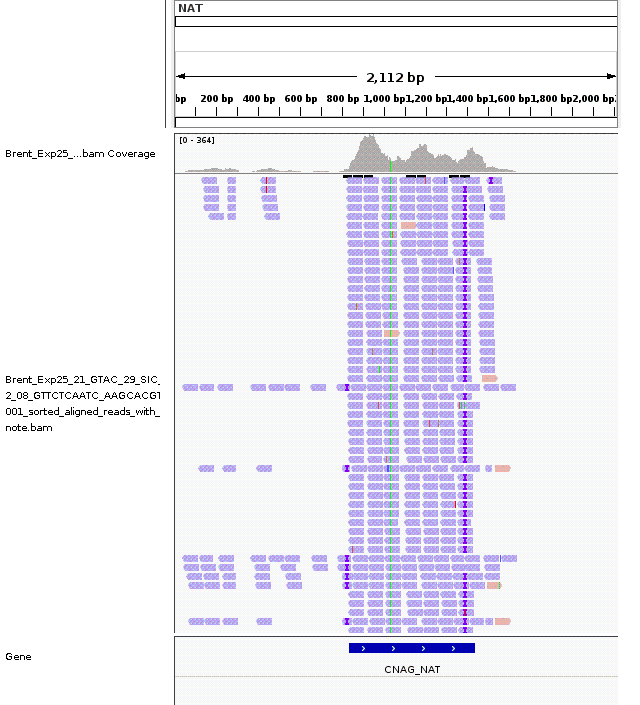 NAT
2,112 bp
bp 200 bp 400 bp 600 bp 800 bp 1,000 bp 1,200 bp 1,400 bp 1,600 bp 1,800 bp 2,000 bp 2
[0 - 364]
Brent_Exp25_...bam Coverage
Brent_Exp25_21_GTAC_29_SIC_
2_08_GTTCTCAATC_AAGCACGT
001_sorted_aligned_reads_with_
note.bam
Gene
CNAG_NAT